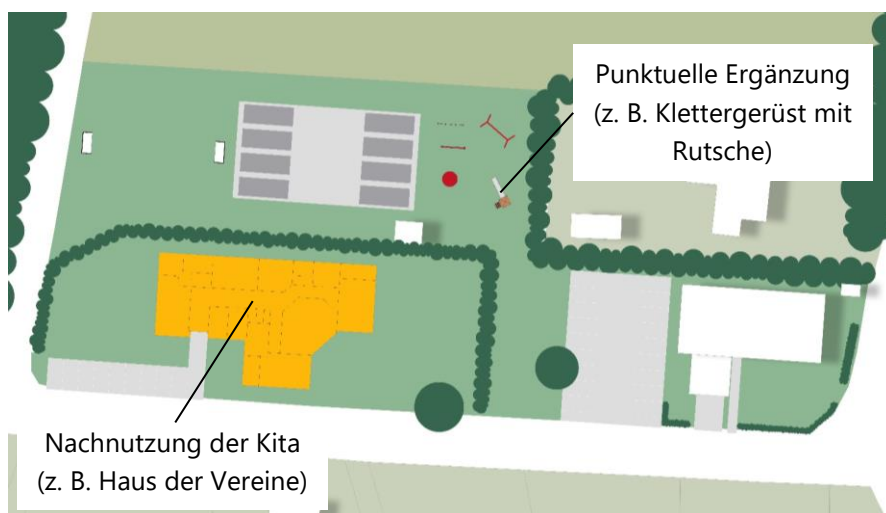 Punktuelle Ergänzung
(z. B. Klettergerüst mit
Rutsche)
Nachnutzung der Kita
(z. B. Haus der Vereine)